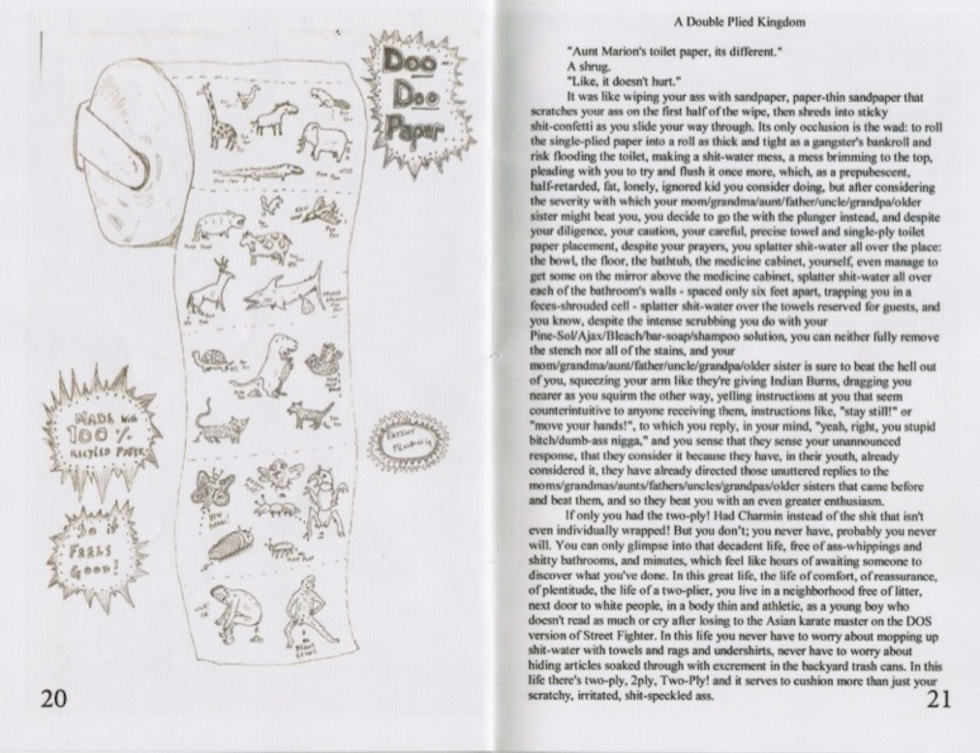 Doo-
Doo
Paper
MADE With
100 %
RECYCLED PAPER
So it
FEELS
GOOD!
PATENT
PENDING
20
A Double Plied Kingdom
"Aunt Marion's toilet paper, its different."
A shrug.
"Like, it doesn't hurt."
It was like wiping your ass with sandpaper, paper-thin sandpaper that
scratches your ass on the first half of the wipe, then shreds into sticky
shit-confetti as you slide your way through. Its only occlusion is the wad: to roll
the single-plied paper into a roll as thick and tight as a gangster's bankroll and
risk flooding the toilet, making a shit-water mess, a mess brimming to the top,
pleading with you to try and flush it once more, which, as a prepubescent,
half-retarded, fat, lonely, ignored kid you consider doing, but after considering
the severity with which your mom/grandma/aunt/father/uncle/grandpa/older
sister might beat you, you decide to go the with the plunger instead, and despite
your diligence, your caution, your careful, precise towel and single-ply toilet
paper placement, despite your prayers, you splatter shit-water all over the place:
the bowl, the floor, the bathtub, the medicine cabinet, yourself, even manage to
get some on the mirror above the medicine cabinet, splatter shit-water all over
each of the bathroom's walls - spaced only six feet apart, trapping you in a
feces-shrouded cell - splatter shit-water over the towels reserved for guests, and
you know, despite the intense scrubbing you do with your
Pine-Sol/Ajax/Bleach/bar-soap/shampoo solution, you can neither fully remove
the stench nor all of the stains, and your
mom/grandma/aunt/father/uncle/grandpa/older sister is sure to beat the hell out
of you, squeezing your arm like they're giving Indian Burns, dragging you
nearer as you squirm the other way, yelling instructions at you that seem
counterintuitive to anyone receiving them, instructions like, "stay still!" or
"move your hands!", to which you reply, in your mind, "yeah, right, you stupid
bitch/dumb-ass nigga," and you sense that they sense your unannounced
response, that they consider it because they have, in their youth, already
considered it, they have already directed those unuttered replies to the
moms/grandmas/aunts/fathers/uncles/grandpas/older sisters that came before
and beat them, and so they beat you with an even greater enthusiasm.
If only you had the two-ply! Had Charmin instead of the shit that isn't
even individually wrapped! But you don't; you never have, probably you never
will. You can only glimpse into that decadent life, free of ass-whippings and
shitty bathrooms, and minutes, which feel like hours of awaiting someone to
discover what you've done. In this great life, the life of comfort, of reassurance,
of plentitude, the life of a two-plier, you live in a neighborhood free of litter,
next door to white people, in a body thin and athletic, as a young boy who
doesn't read as much or cry after losing to the Asian karate master on the DOS
version of Street Fighter. In this life you never have to worry about mopping up
shit-water with towels and rags and undershirts, never have to worry about
hiding articles soaked through with excrement in the backyard trash cans. In this
life there's two-ply, 2ply, Two-Ply! and it serves to cushion more than just your
scratchy, irritated, shit-speckled ass.
21